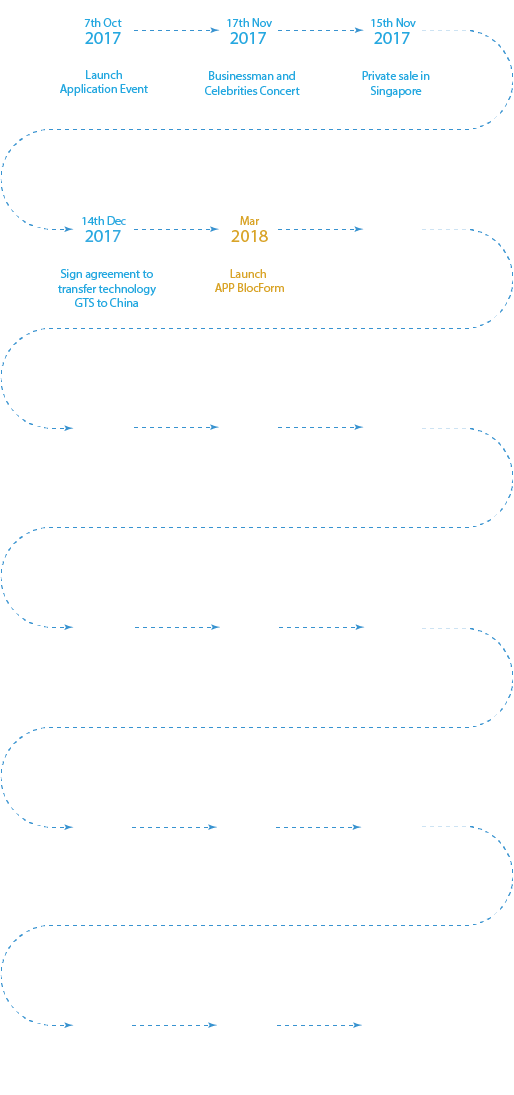 7th Oct
2017
Launch
Application Event
17th Nov
2017
Businessman and
Celebrities Concert
15th Nov
2017
Private sale in
Singapore
14th Dec
2017
Sign agreement to
transfer technology
GTS to China
Mar
2018
Launch
APP BlocForm